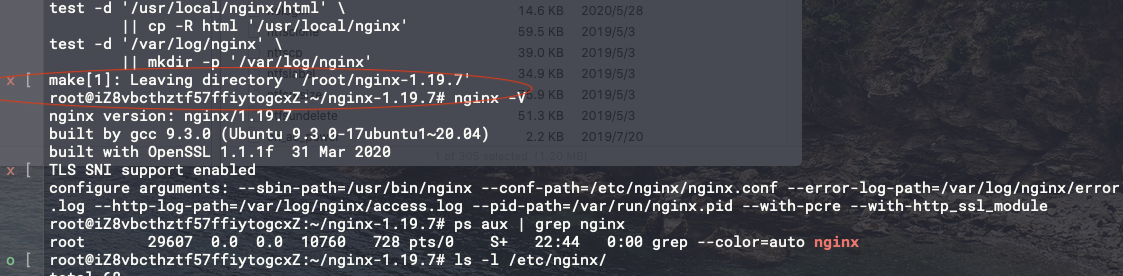 test -d '/usr/local/nginx/html' \
|| cp -R html '/usr/local/nginx'
test -d '/var/log/nginx' \
|| mkdir -p '/var/log/nginx'
x [ make[1]: Leaving directory '/root/nginx-1.19.7'
root@iZ8vbcthztf57ffiytogcxZ:~/nginx-1.19.7# nginx -V
nginx version: nginx/1.19.7
built by gcc 9.3.0 (Ubuntu 9.3.0-17ubuntu1~20.04)
built with OpenSSL 1.1.1f 31 Mar 2020
x [ TLS SNI support enabled
configure arguments: --sbin-path=/usr/bin/nginx --conf-path=/etc/nginx/nginx.conf --error-log-path=/var/log/nginx/error
.log --http-log-path=/var/log/nginx/access.log --pid-path=/var/run/nginx.pid --with-pcre --with-http_ssl_module
root@iZ8vbcthztf57ffiytogcxZ:~/nginx-1.19.7# ps aux | grep nginx
root 29607 0.0 0.0 10760 728 pts/0 S+ 22:44 0:00 grep --color=auto nginx
o [ root@iZ8vbcthztf57ffiytogcxZ:~/nginx-1.19.7# ls -l /etc/nginx/
14.6 KB 2020/5/28
59.5 KB 2019/5/3
39.0 KB 2019/5/3
34.9 KB 2019/5/3
2019/5/3
51.3 KB 2019/5/3
2.2 KB 2019/7/20
1 of 305 selected (1.20 MB)